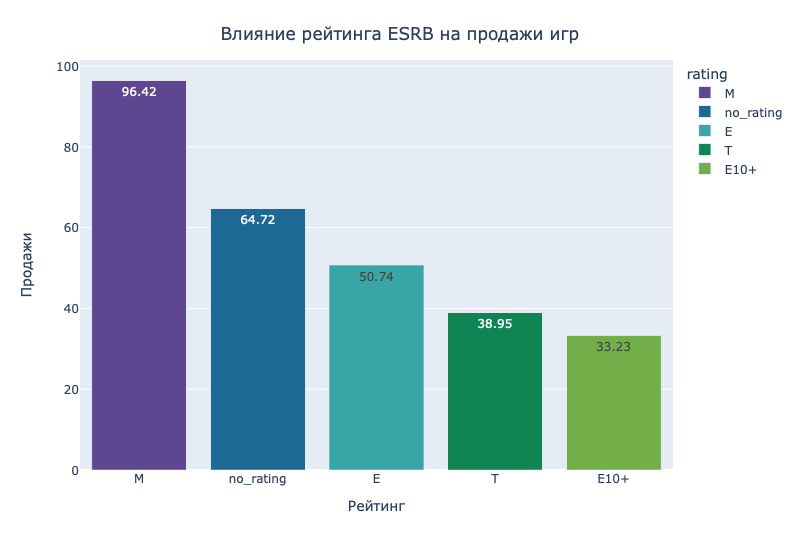 Влияние рейтинга ESRB на продажи игр
100
80
60
40
20
0
Продажи
96.42
64.72
50.74
38.95
33.23
M
no_rating
E
T
E10+
Рейтинг
rating
M
no_rating
E
T
E10+